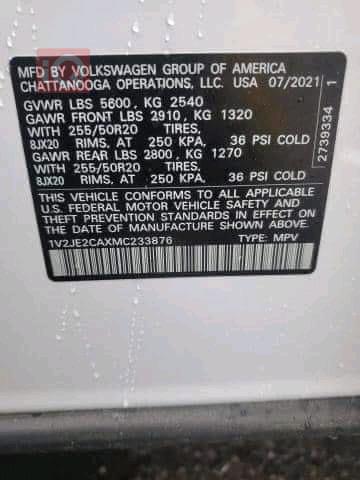 MFD BY VOLKSWAGEN GROUP OF AMERICA
CHATTANOOGA OPERATIONS, LLC. USA 07/2021
GVWR LBS 5600, KG 2540
GAWR FRONT LBS 2910, KG 1320
WITH 255/50R20 TIRES,
8JX20 RIMS, AT 250 KPA, 36 PSI COLD
GAWR REAR LBS 2800, KG 1270
WITH 255/50R20 TIRES,
8JX20 RIMS, AT 250 KPA, 36 PSI COLD
THIS VEHICLE CONFORMS TO ALL APPLICABLE
U.S. FEDERAL MOTOR VEHICLE SAFETY AND
THEFT PREVENTION STANDARDS IN EFFECT ON
THE DATE OF MANUFACTURE SHOWN ABOVE.
1V2JE2CAXMC233876 TYPE: MPV
2739334 1